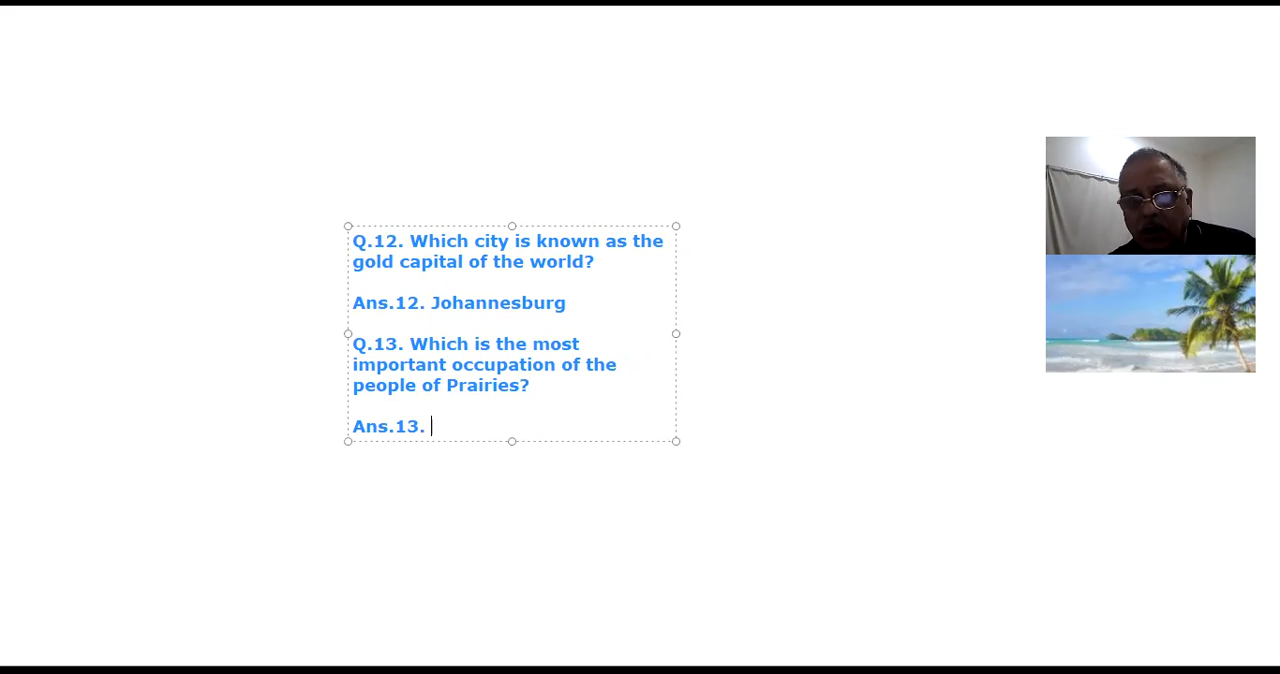 Q.12. Which city is known as the
gold capital of the world?
Ans.12. Johannesburg
Q.13. Which is the most
important occupation of the
people of Prairies?
Ans.13.